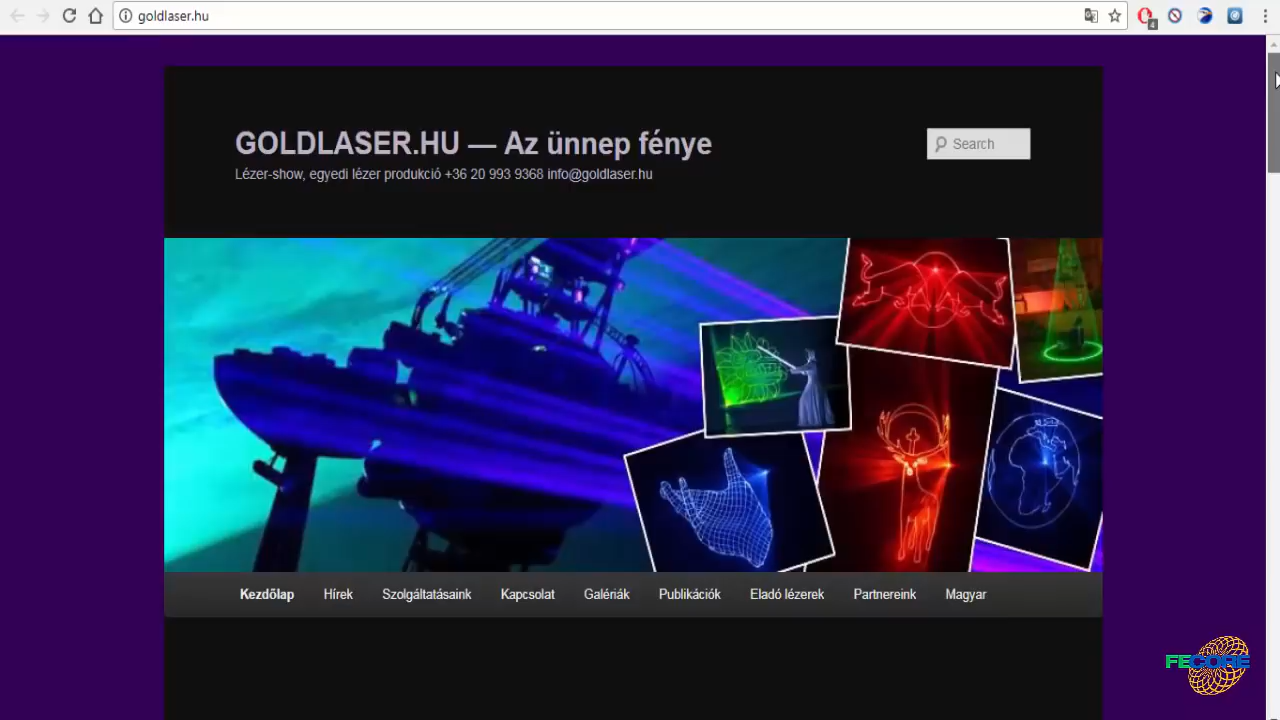 goldlaser.hu
4
GOLDLASER.HU — Az ünnep fénye
Search
Lézer-show, egyedi lézer produkció +36 20 993 9368 info@goldlaser.hu
Kezdőlap Hírek Szolgáltatásaink Kapcsolat Galériák Publikációk Eladó lézerek Partnereink Magyar
FECORE